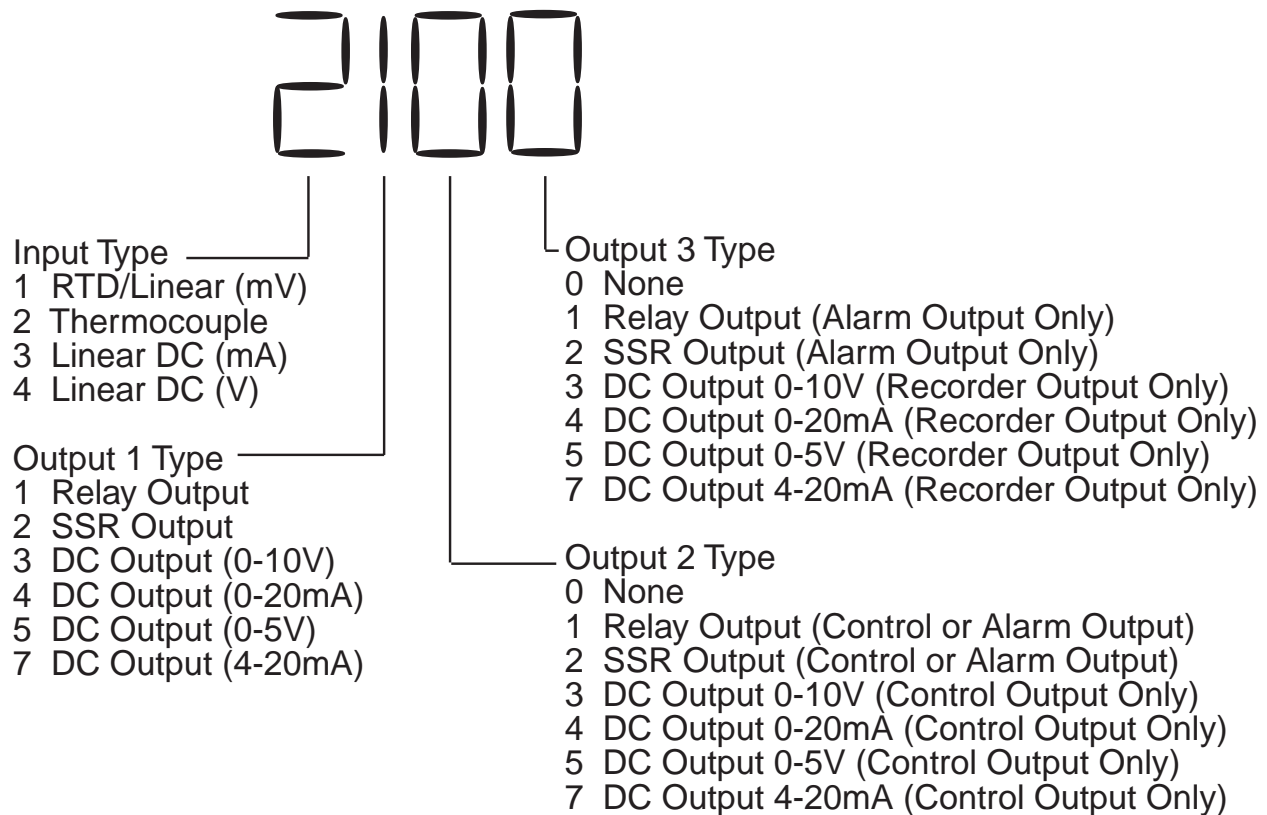 2100
Input Type
1 RTD/Linear (mV)
2 Thermocouple
3 Linear DC (mA)
4 Linear DC (V)
Output 1 Type
1 Relay Output
2 SSR Output
3 DC Output (0-10V)
4 DC Output (0-20mA)
5 DC Output (0-5V)
7 DC Output (4-20mA)
Output 3 Type
0 None
1 Relay Output (Alarm Output Only)
2 SSR Output (Alarm Output Only)
3 DC Output 0-10V (Recorder Output Only)
4 DC Output 0-20mA (Recorder Output Only)
5 DC Output 0-5V (Recorder Output Only)
7 DC Output 4-20mA (Recorder Output Only)
Output 2 Type
0 None
1 Relay Output (Control or Alarm Output)
2 SSR Output (Control or Alarm Output)
3 DC Output 0-10V (Control Output Only)
4 DC Output 0-20mA (Control Output Only)
5 DC Output 0-5V (Control Output Only)
7 DC Output 4-20mA (Control Output Only)